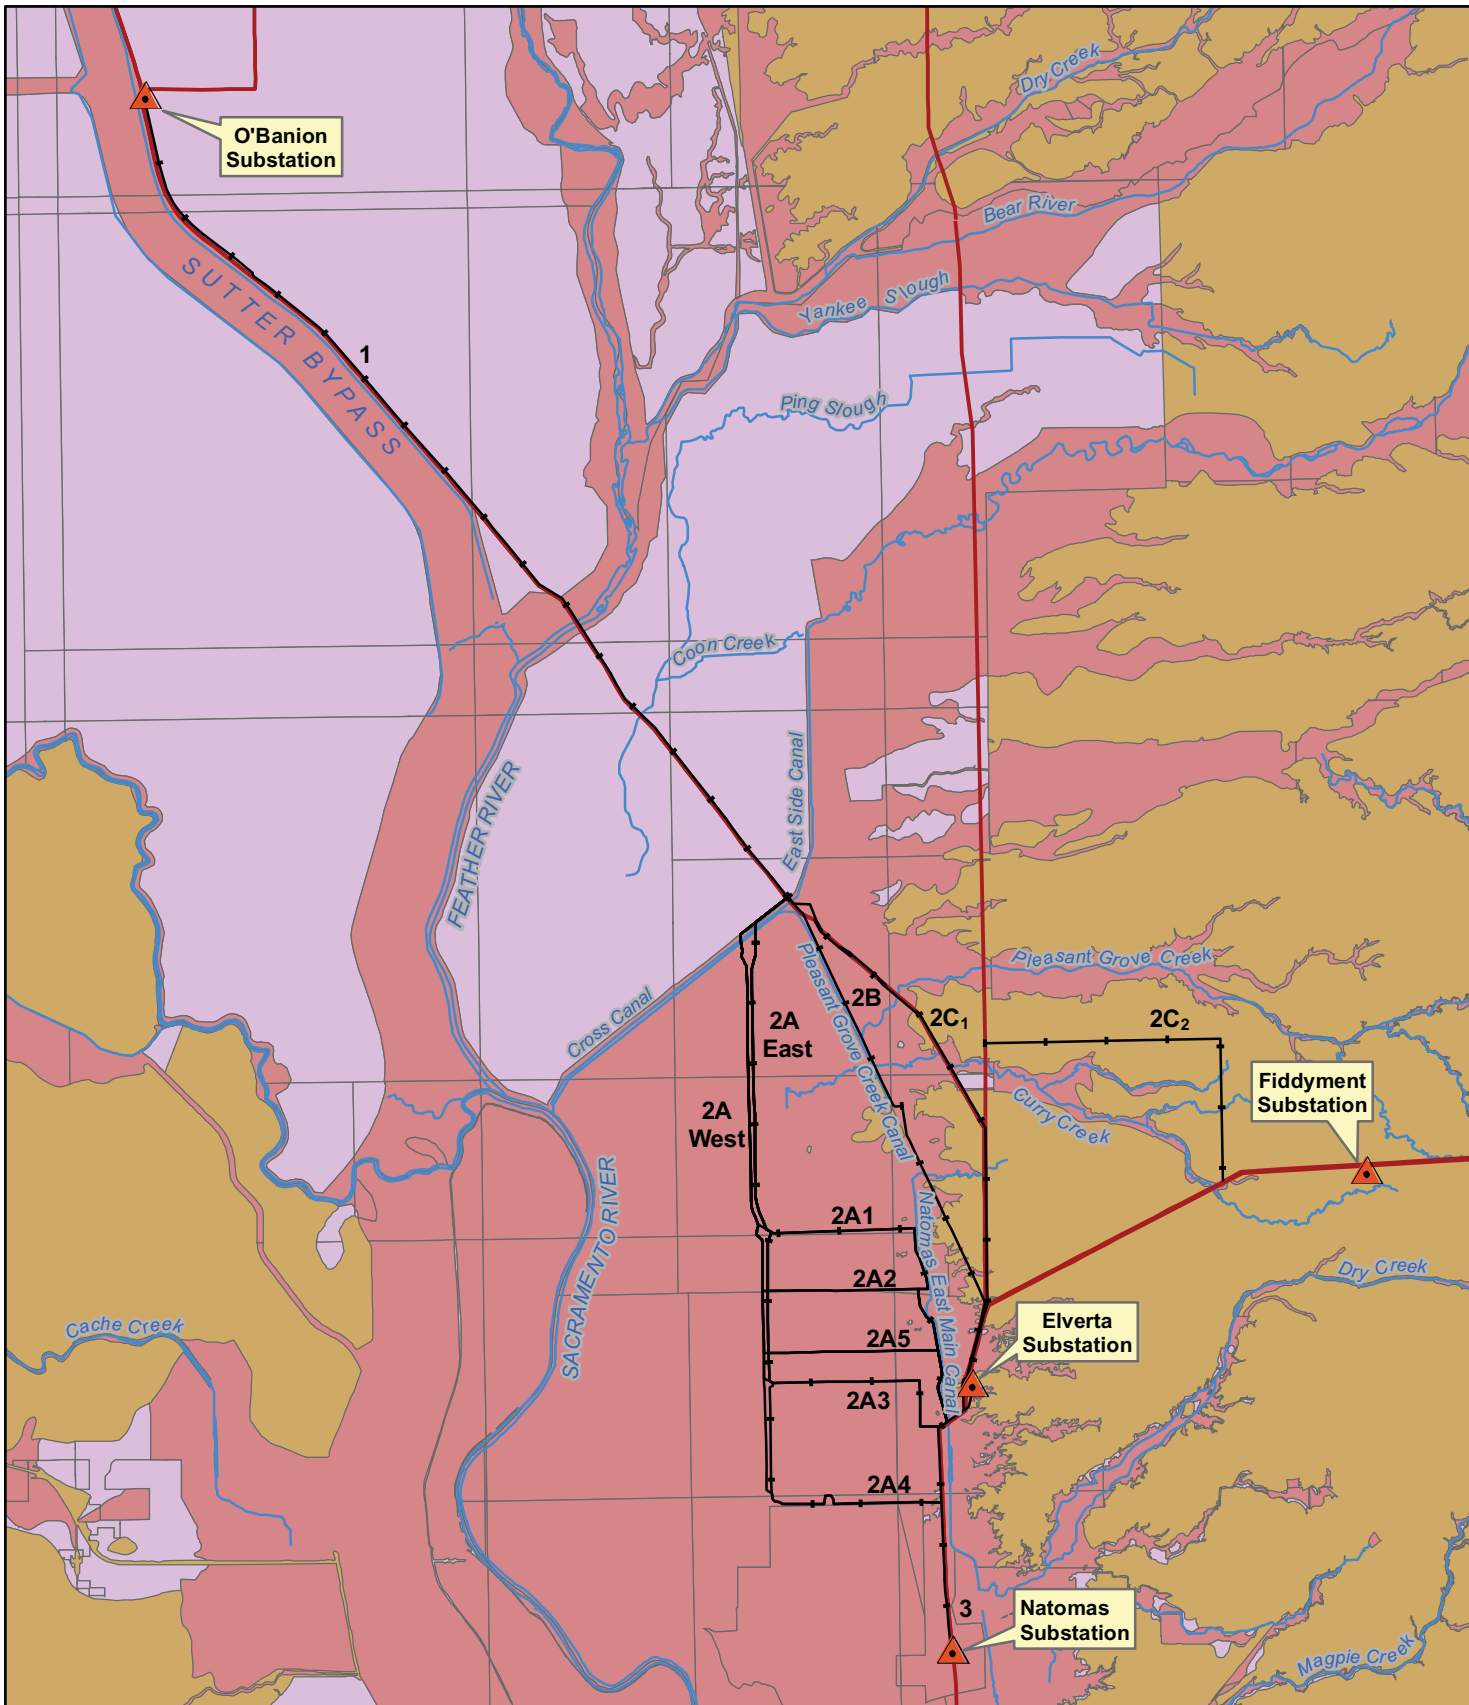 O'Banion
Substation
Dry Creek
Bear River
SUTTER BYPASS
Yankee Slough
1
Ping Slough
Coon Creek
East Side Canal
FEATHER RIVER
Pleasant Grove Creek
Cross Canal
Pleasant Grove Creek Canal
2B
2C₁
2C₂
2A
East
Fiddyment
Substation
Curry Creek
2A
West
SACRAMENTO RIVER
Natomas East Main Canal
2A1
2A2
Dry Creek
Cache Creek
Elverta
Substation
2A5
2A3
2A4
3
Natomas
Substation
Magpie Creek